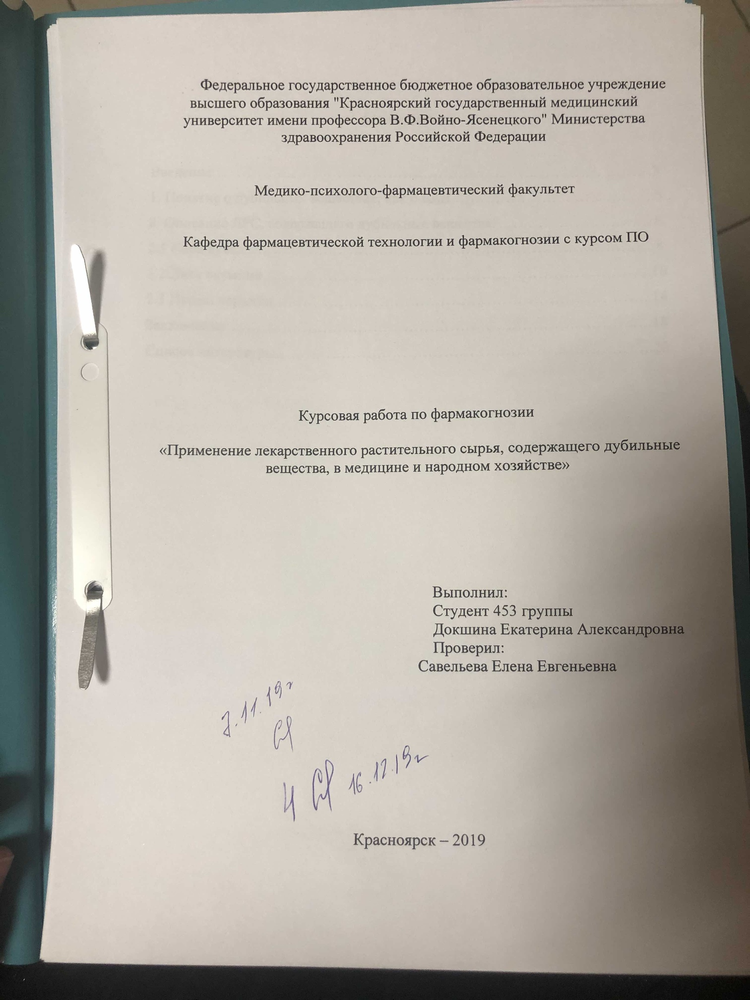 Федеральное государственное бюджетное образовательное учреждение
высшего образования "Красноярский государственный медицинский
университет имени профессора В.Ф.Войно-Ясенецкого" Министерства
здравоохранения Российской Федерации
Медико-психолого-фармацевтический факультет
Кафедра фармацевтической технологии и фармакогнозии с курсом ПО
Курсовая работа по фармакогнозии
«Применение лекарственного растительного сырья, содержащего дубильные
вещества, в медицине и народном хозяйстве»
Выполнил:
Студент 453 группы
Докшина Екатерина Александровна
Проверил:
Савельева Елена Евгеньевна
7.11.19г
4 16.12.19г
Красноярск – 2019